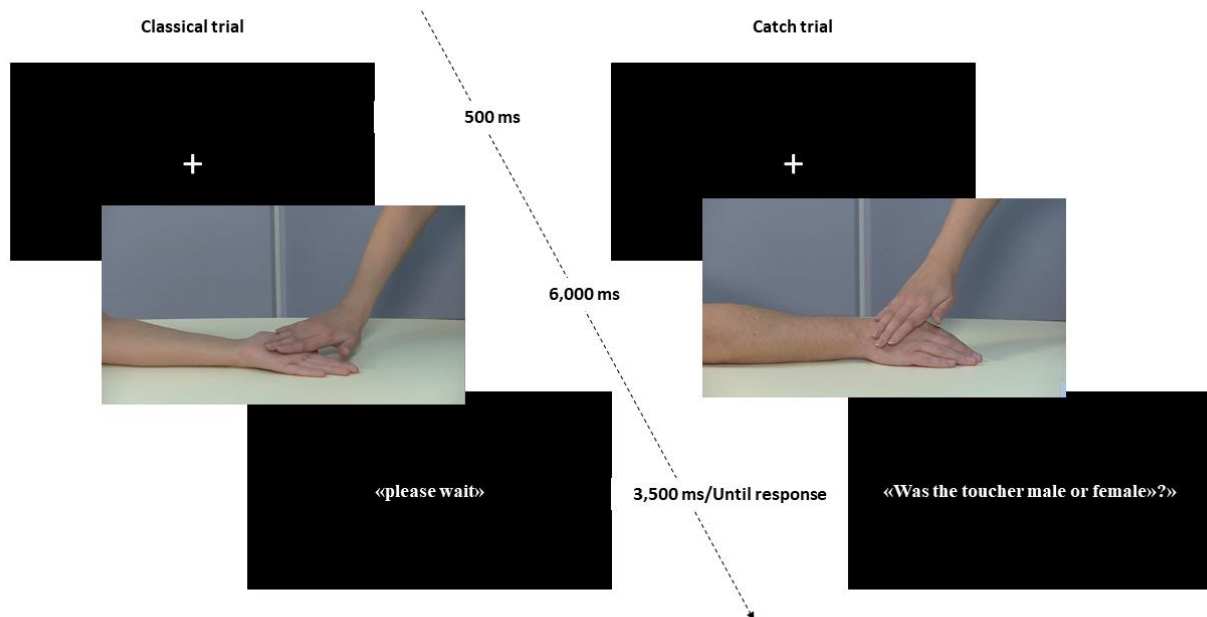 Classical trial
Catch trial
500 ms
+
+
6,000 ms
«please wait»
3,500 ms/Until response
«Was the toucher male or female»?»